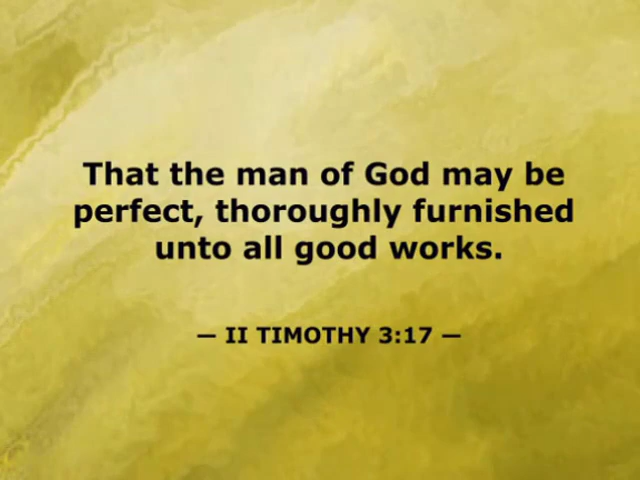 That the man of God may be
perfect, thoroughly furnished
unto all good works.
— II TIMOTHY 3:17 —